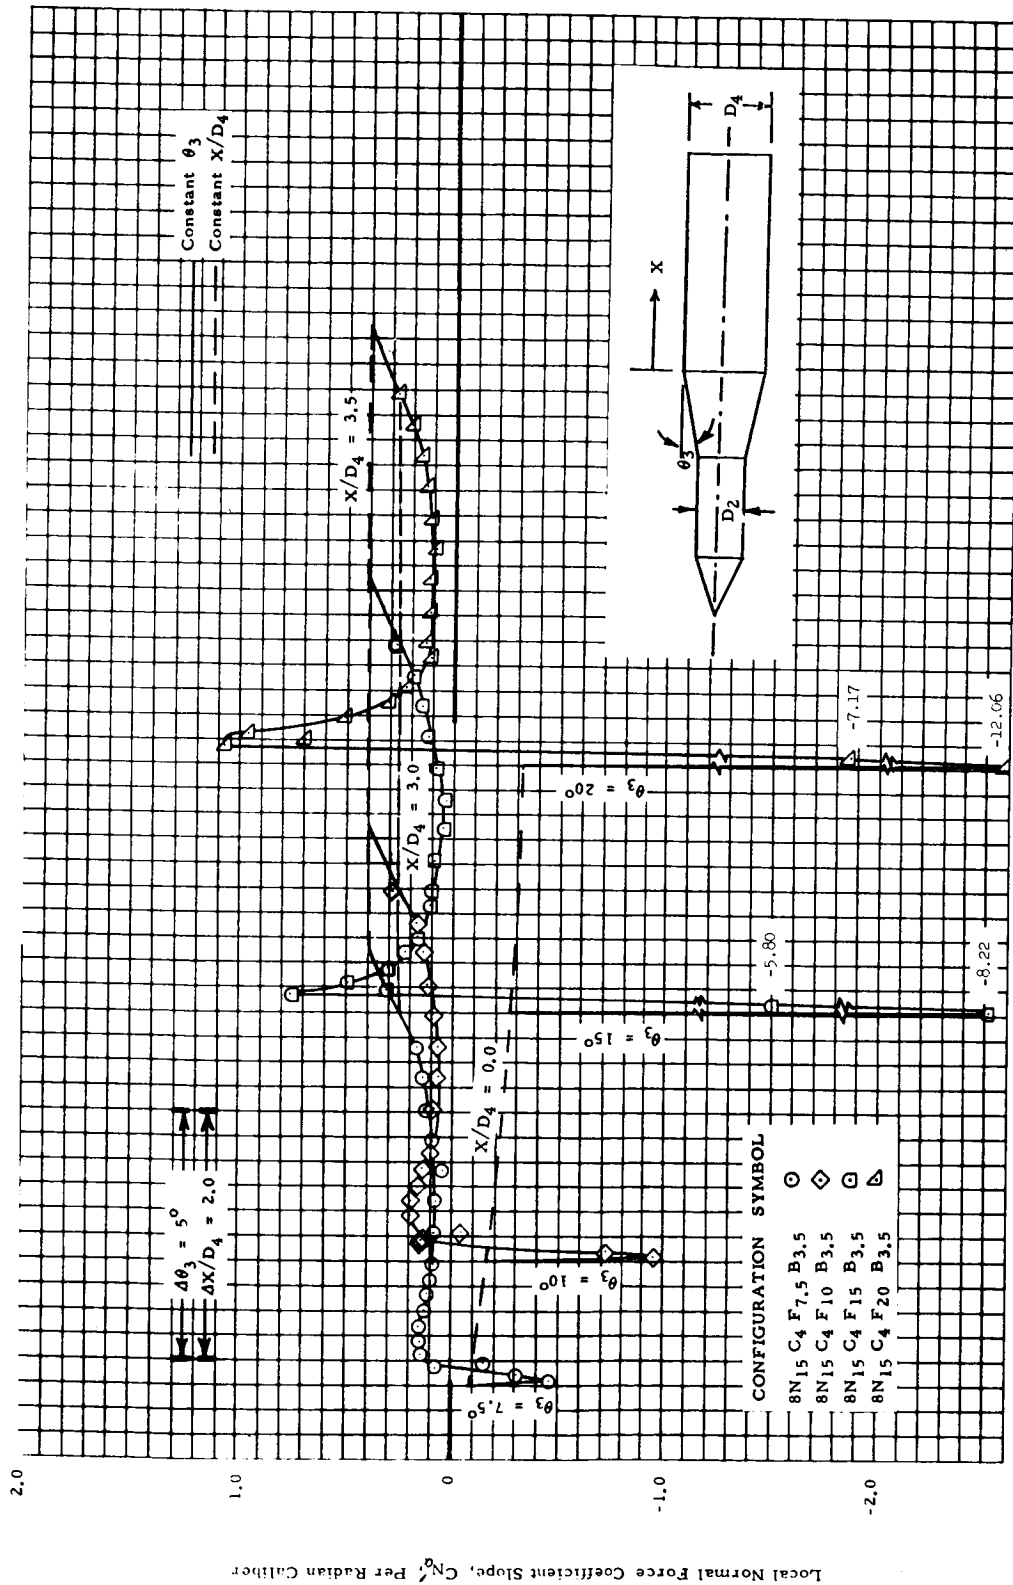 2.0
1.0
0
-1.0
-2.0
Local Normal Force Coefficient Slope, CNα′, Per Radian Caliber
Constant θ3
Constant X/D4
Δθ3 = 5°
ΔX/D4 = 2.0
X/D4 = 3.5
X/D4 = 3.0
X/D4 = 0.0
θ3 = 7.5°
θ3 = 10°
θ3 = 15°
θ3 = 20°
-5.80
-8.22
-7.17
-12.06
X
θ3
D2
D4
CONFIGURATION SYMBOL
8N15 C4 F7.5 B3.5
8N15 C4 F10 B3.5
8N15 C4 F15 B3.5
8N15 C4 F20 B3.5